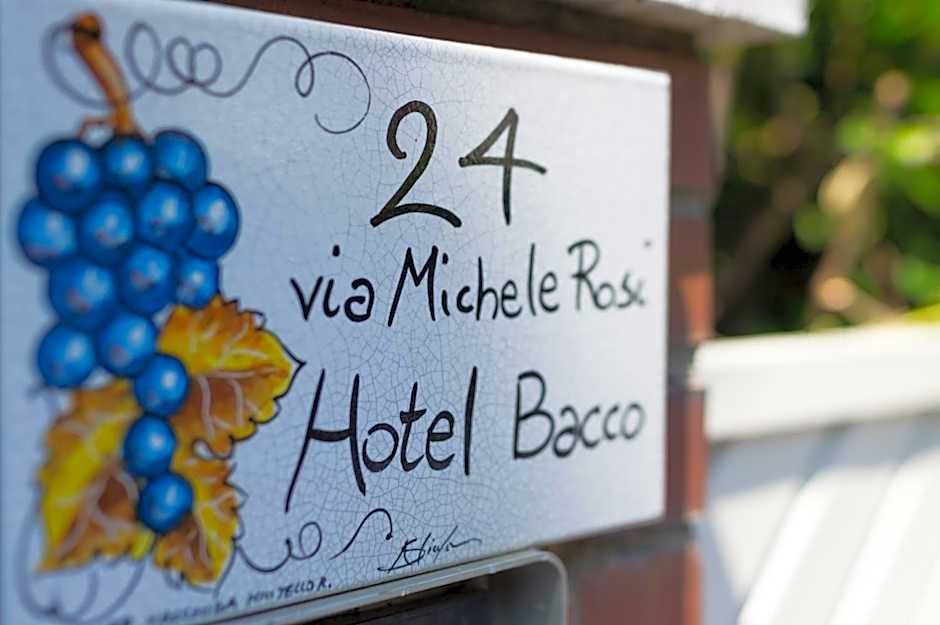 24
via Michele Rosi
Hotel Bacco